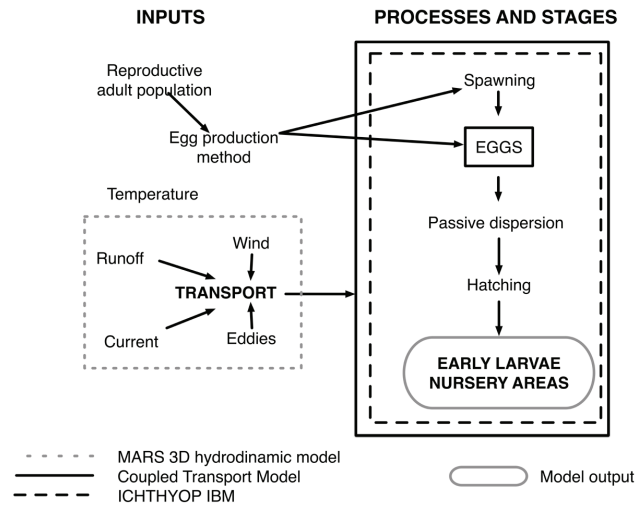 INPUTS
PROCESSES AND STAGES
Reproductive
adult population
Egg production
method
Temperature
Runoff
Wind
TRANSPORT
Current
Eddies
Spawning
EGGS
Passive dispersion
Hatching
EARLY LARVAE
NURSERY AREAS
MARS 3D hydrodinamic model
Coupled Transport Model
ICHTHYOP IBM
Model output